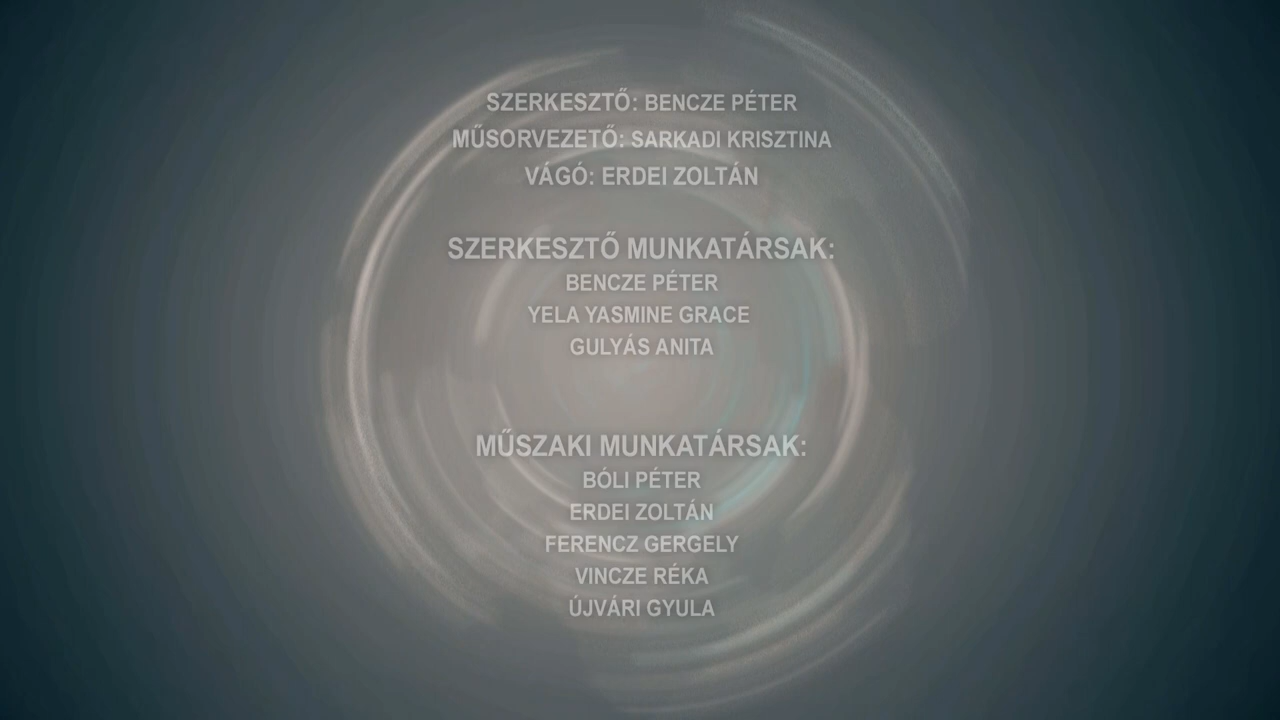 SZERKESZTŐ: BENCZE PÉTER
MŰSORVEZETŐ: SARKADI KRISZTINA
VÁGÓ: ERDEI ZOLTÁN
SZERKESZTŐ MUNKATÁRSAK:
BENCZE PÉTER
YELA YASMINE GRACE
GULYÁS ANITA
MŰSZAKI MUNKATÁRSAK:
BÓLI PÉTER
ERDEI ZOLTÁN
FERENCZ GERGELY
VINCZE RÉKA
ÚJVÁRI GYULA